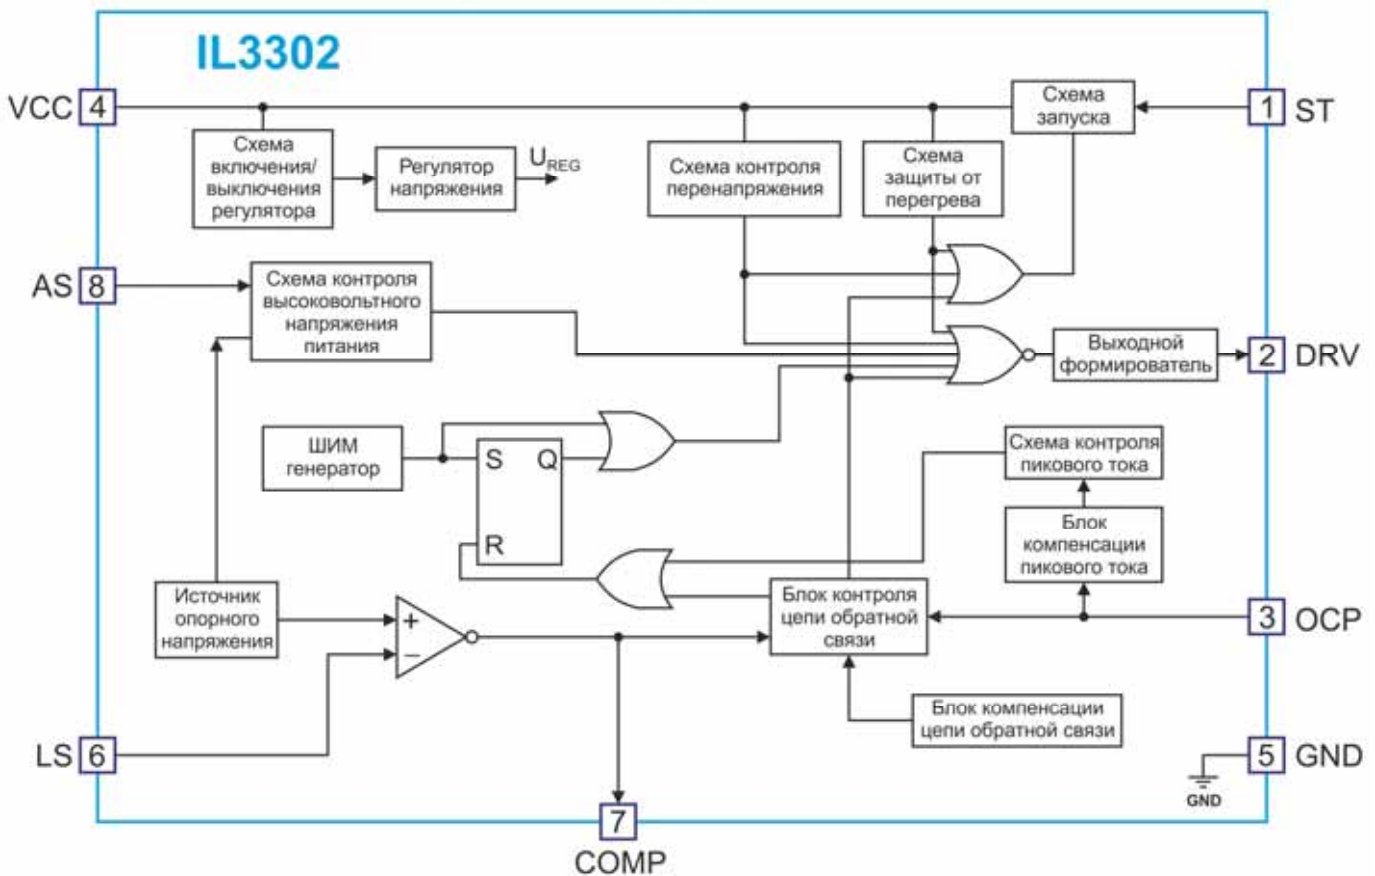 IL3302
VCC 4
1 ST
Схема
запуска
Схема
включения/
выключения
регулятора
Регулятор
напряжения
UREG
Схема контроля
перенапряжения
Схема
защиты от
перегрева
AS 8
Схема контроля
высоковольтного
напряжения
питания
Выходной
формирователь
2 DRV
ШИМ
генератор
S Q
R
Схема контроля
пикового тока
Блок
компенсации
пикового тока
Источник
опорного
напряжения
+
–
Блок контроля
цепи обратной
связи
3 OCP
Блок компенсации
цепи обратной связи
LS 6
5 GND
GND
7
COMP